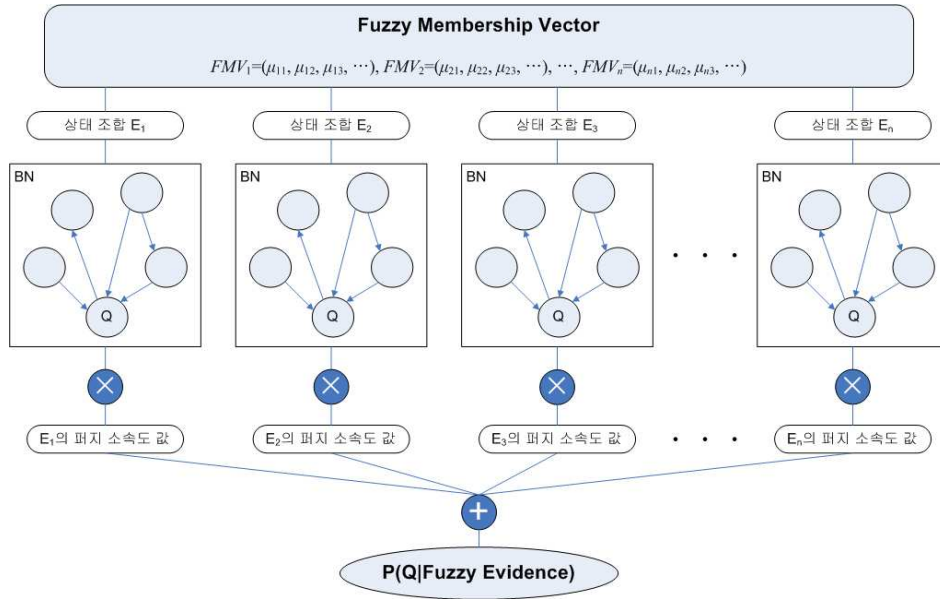 Fuzzy Membership Vector
FMV₁=(μ₁₁, μ₁₂, μ₁₃, ⋯), FMV₂=(μ₂₁, μ₂₂, μ₂₃, ⋯), ⋯, FMVₙ=(μₙ₁, μₙ₂, μₙ₃, ⋯)
상태 조합 E₁
상태 조합 E₂
상태 조합 E₃
상태 조합 Eₙ
BN
BN
BN
BN
Q
Q
Q
Q
· · ·
E₁의 퍼지 소속도 값
E₂의 퍼지 소속도 값
E₃의 퍼지 소속도 값
· · ·
Eₙ의 퍼지 소속도 값
P(Q|Fuzzy Evidence)